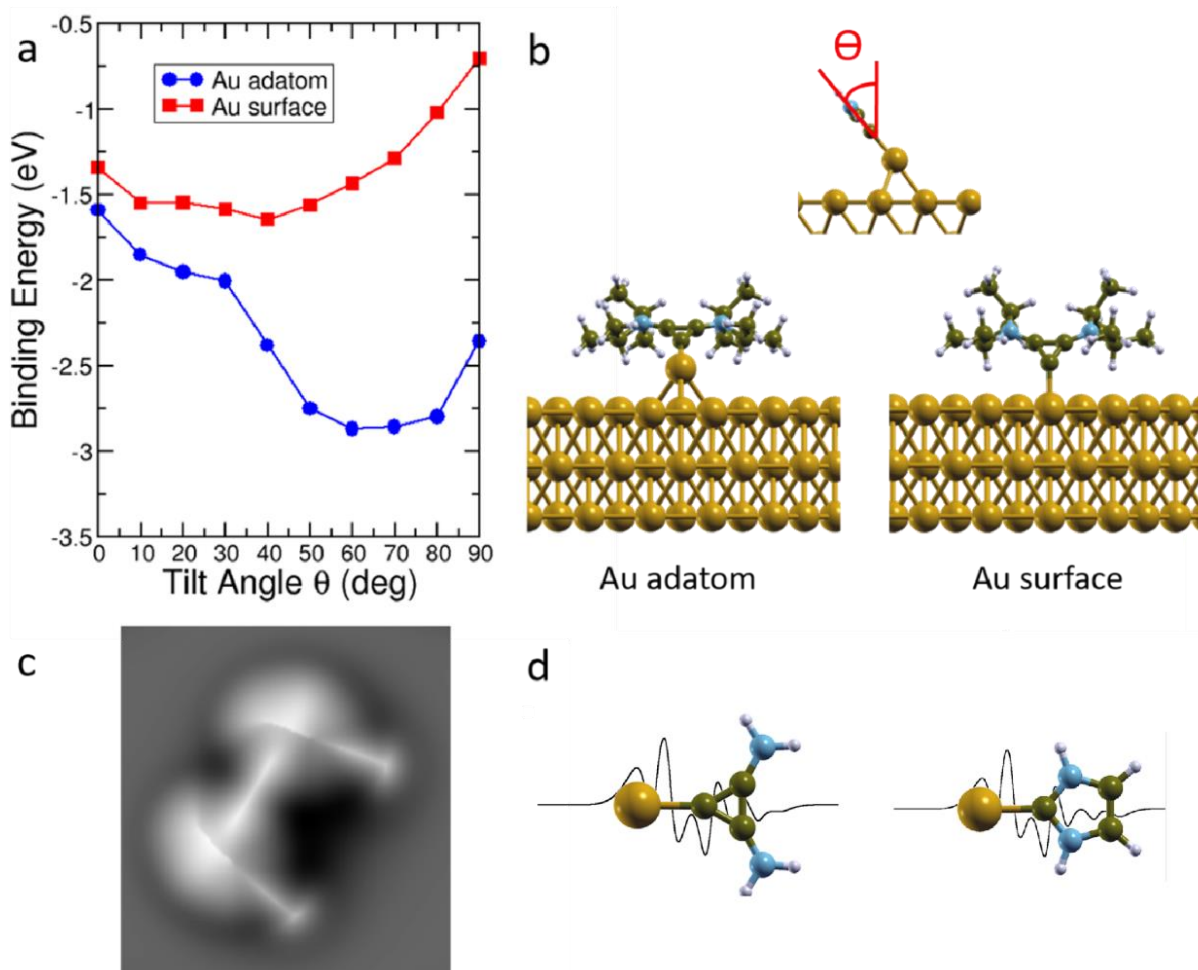 a
-0.5
-1
-1.5
-2
-2.5
-3
-3.5
Binding Energy (eV)
Au adatom
Au surface
0 10 20 30 40 50 60 70 80 90
Tilt Angle θ (deg)
b
Θ
Au adatom
Au surface
c
d